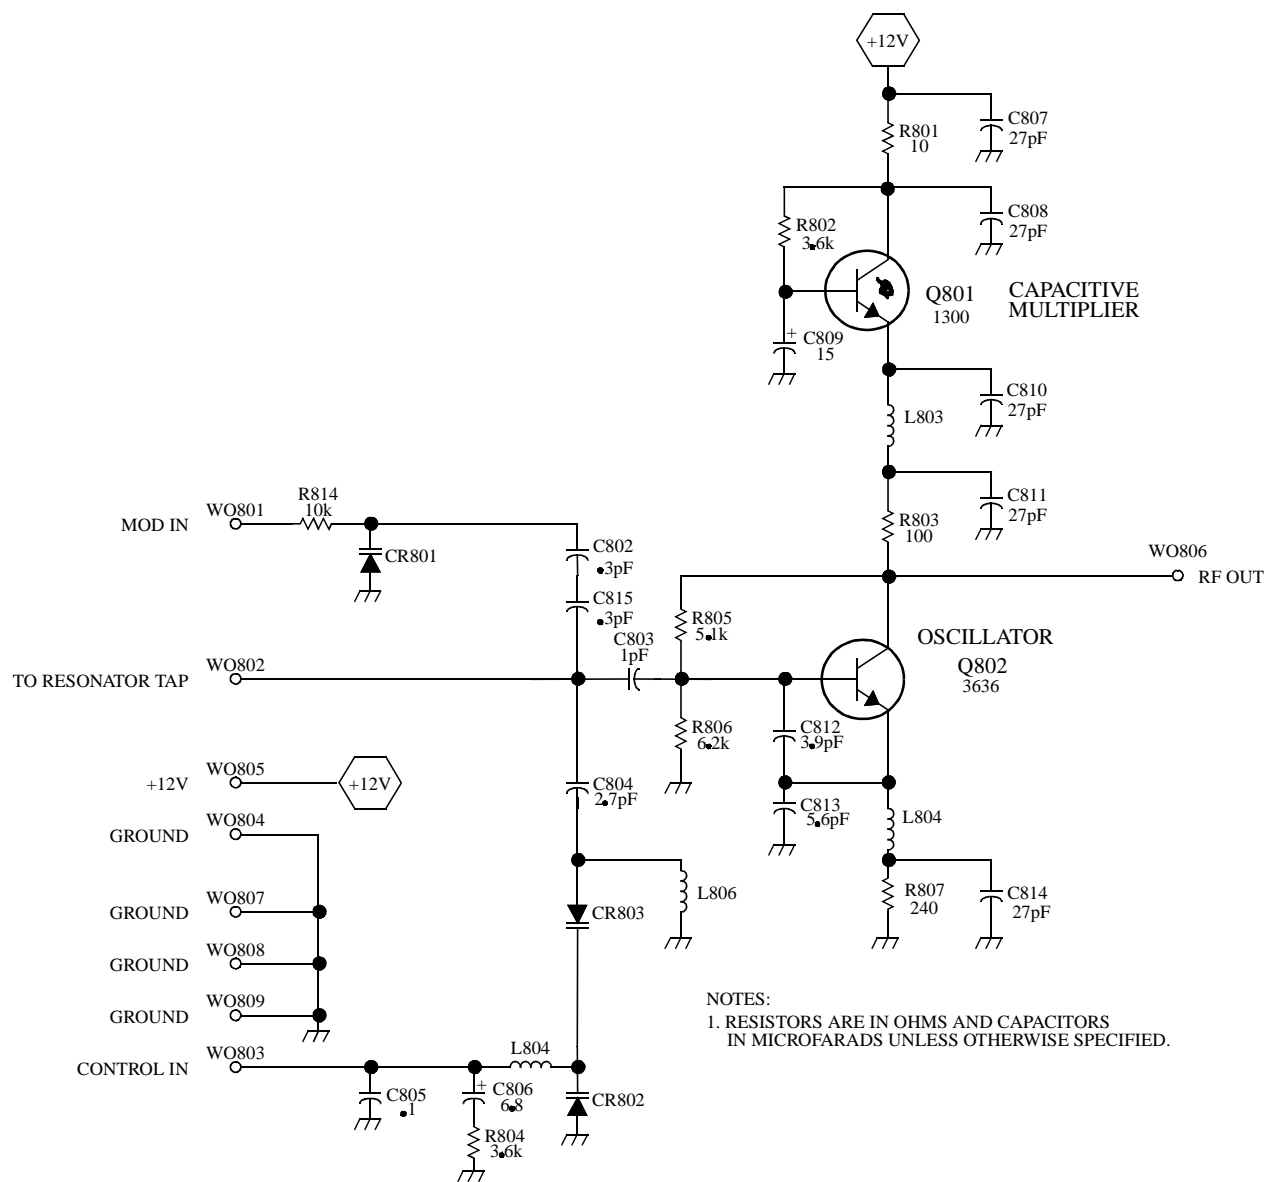 +12V
C807
27pF
R801
10
C808
27pF
R802
3.6k
Q801
1300
CAPACITIVE
MULTIPLIER
+
C809
15
C810
27pF
L803
C811
27pF
R803
100
MOD IN
WO801
R814
10k
CR801
C802
.3pF
C815
.3pF
WO806
RF OUT
R805
5.1k
C803
1pF
OSCILLATOR
Q802
3636
TO RESONATOR TAP
WO802
R806
6.2k
C812
3.9pF
+12V
WO805
+12V
C804
2.7pF
C813
5.6pF
L804
GROUND
WO804
L806
R807
240
C814
27pF
GROUND
WO807
CR803
GROUND
WO808
GROUND
WO809
NOTES:
1. RESISTORS ARE IN OHMS AND CAPACITORS
IN MICROFARADS UNLESS OTHERWISE SPECIFIED.
CONTROL IN
WO803
L804
C805
.1
+
C806
6.8
CR802
R804
3.6k